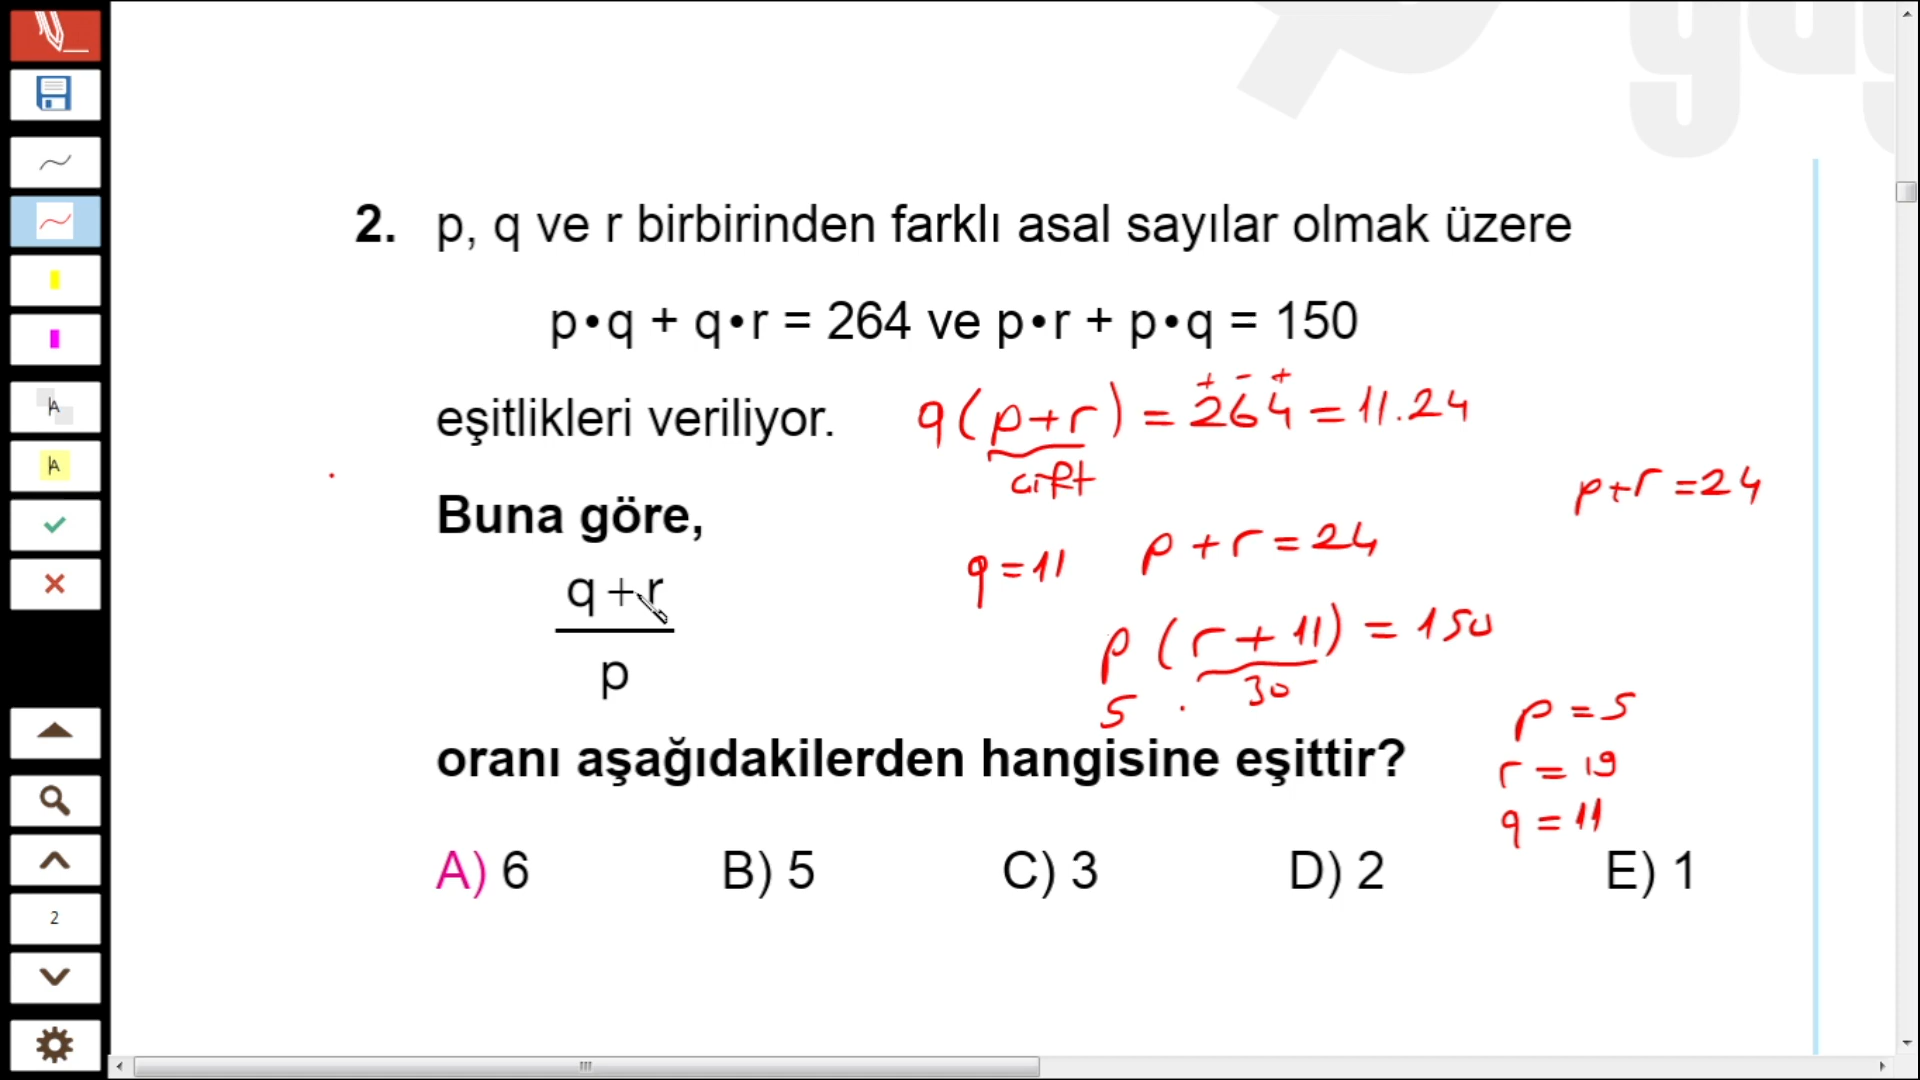 2. p, q ve r birbirinden farklı asal sayılar olmak üzere
p•q + q•r = 264 ve p•r + p•q = 150
eşitlikleri veriliyor.
+ - +
q(p+r) = 264 = 11.24
çift
p+r=24
Buna göre,
q=11 p+r=24
q+r
p
p(r+11) = 150
5 . 30
p=5
oranı aşağıdakilerden hangisine eşittir?
r=19
q=11
A) 6 B) 5 C) 3 D) 2 E) 1
A
A
2